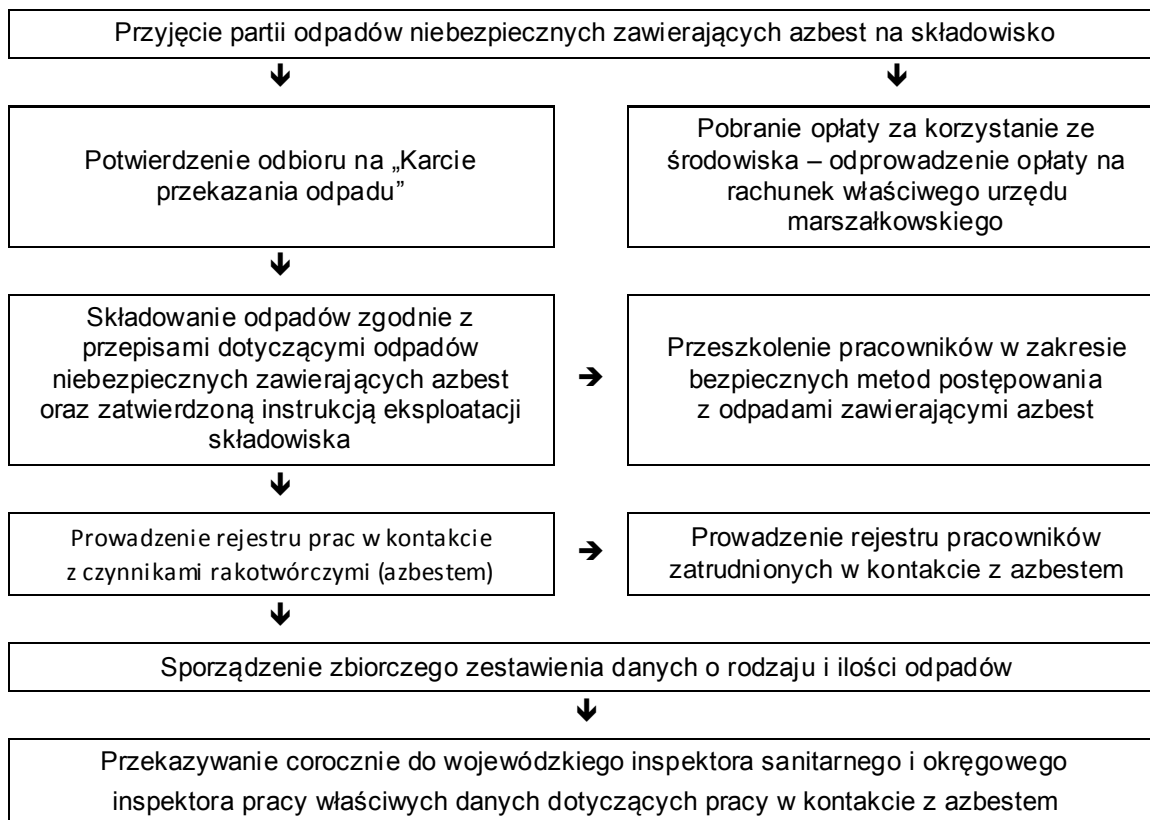 Przyjęcie partii odpadów niebezpiecznych zawierających azbest na składowisko
Potwierdzenie odbioru na „Karcie
przekazania odpadu”
Pobranie opłaty za korzystanie ze
środowiska – odprowadzenie opłaty na
rachunek właściwego urzędu
marszałkowskiego
Składowanie odpadów zgodnie z
przepisami dotyczącymi odpadów
niebezpiecznych zawierających azbest
oraz zatwierdzoną instrukcją eksploatacji
składowiska
Przeszkolenie pracowników w zakresie
bezpiecznych metod postępowania
z odpadami zawierającymi azbest
Prowadzenie rejestru prac w kontakcie
z czynnikami rakotwórczymi (azbestem)
Prowadzenie rejestru pracowników
zatrudnionych w kontakcie z azbestem
Sporządzenie zbiorczego zestawienia danych o rodzaju i ilości odpadów
Przekazywanie corocznie do wojewódzkiego inspektora sanitarnego i okręgowego
inspektora pracy właściwych danych dotyczących pracy w kontakcie z azbestem